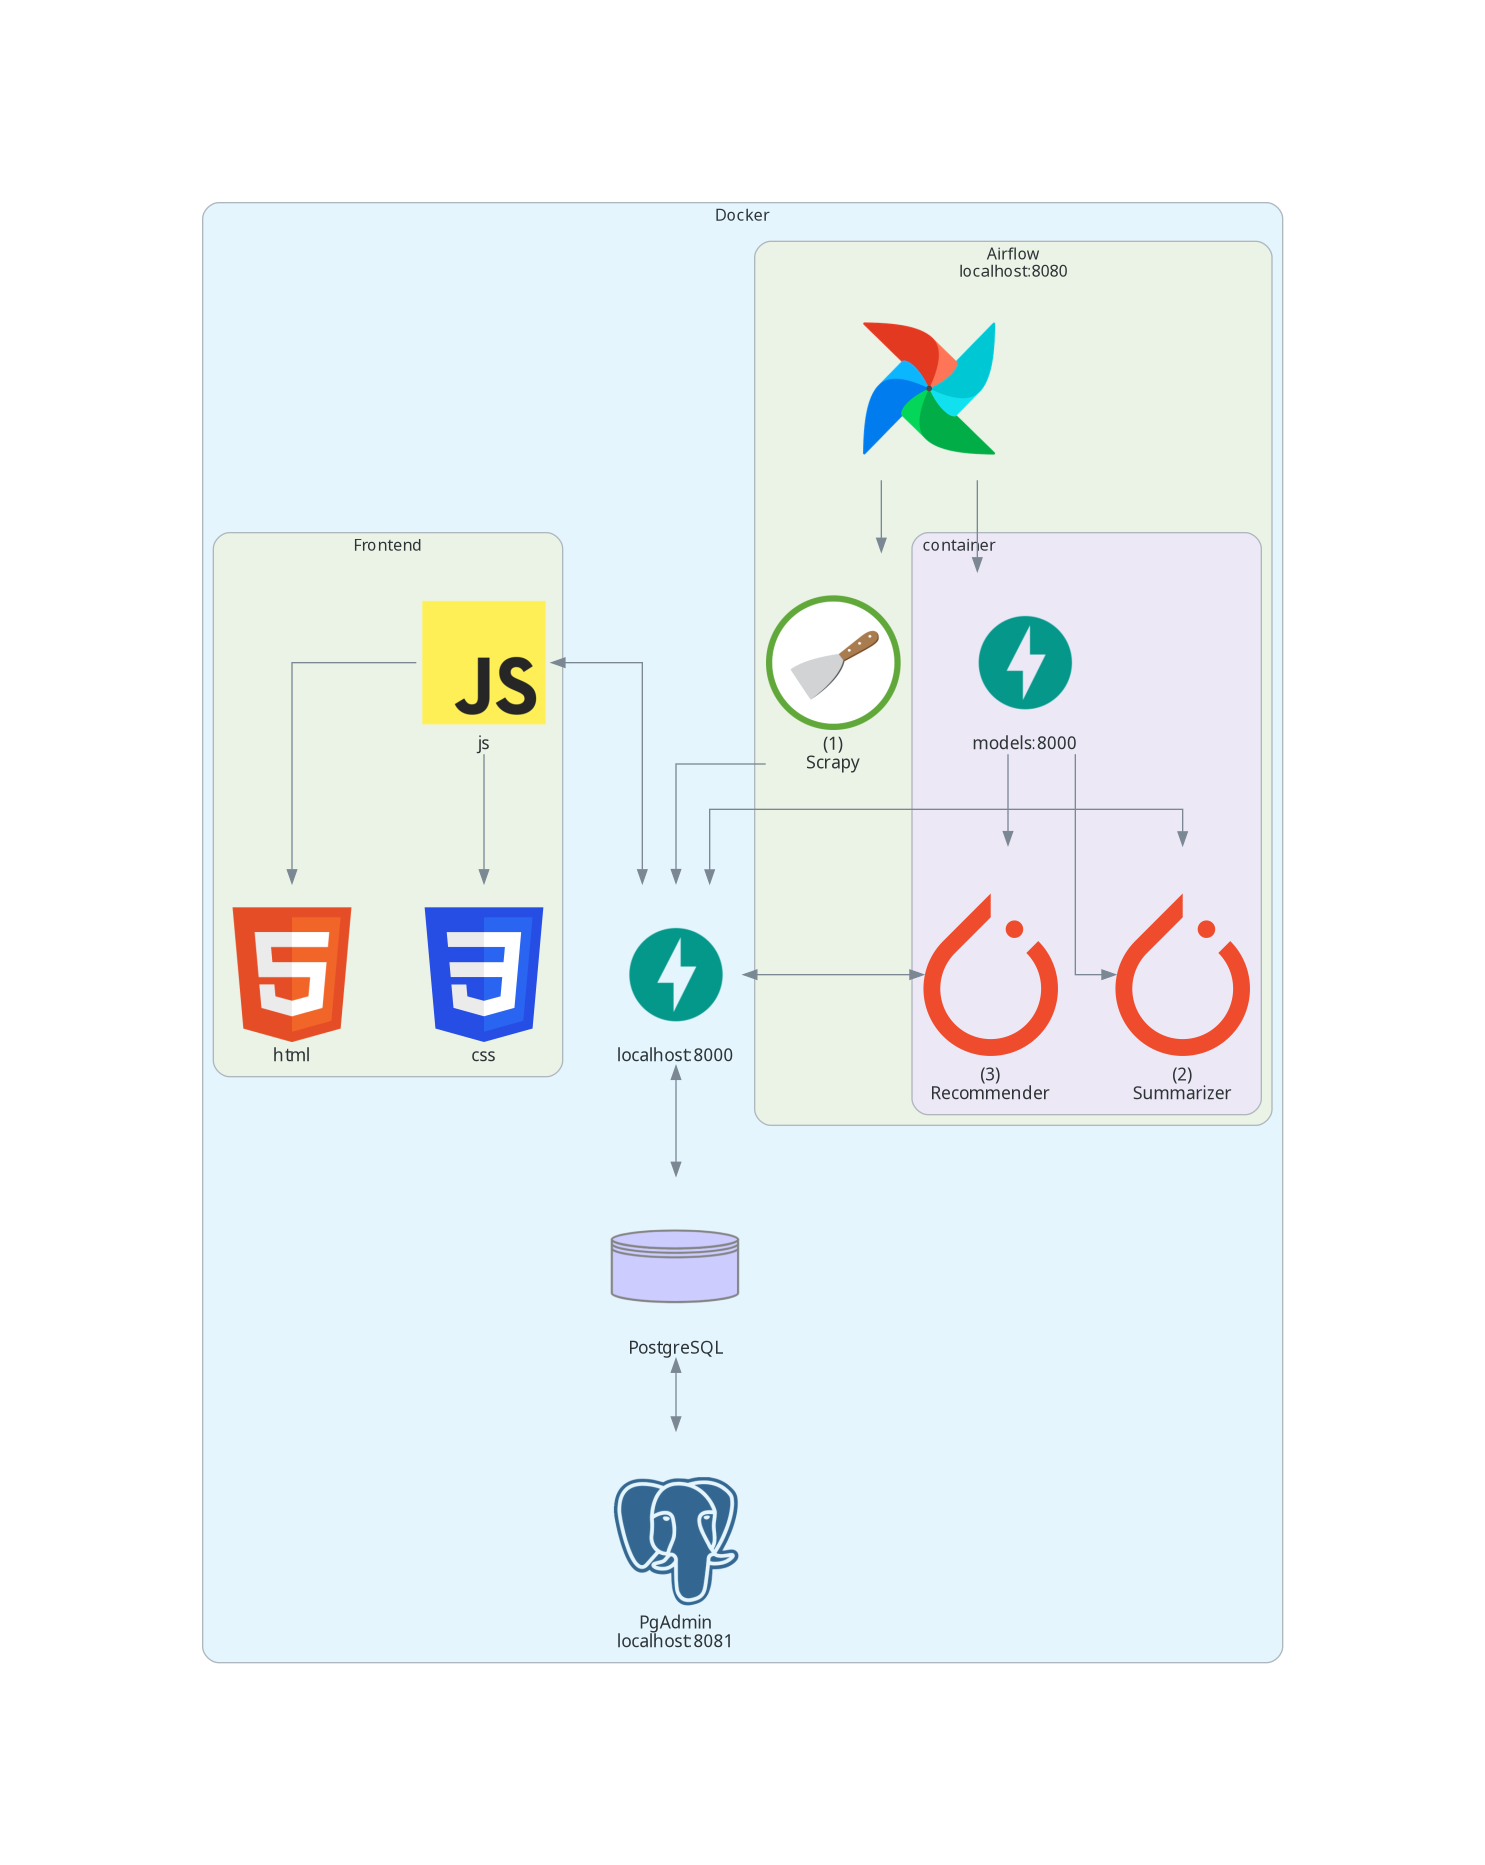 Docker
Airflow
localhost:8080
Frontend
container
JS
js
(1)
Scrapy
models:8000
html
css
localhost:8000
(3)
Recommender
(2)
Summarizer
PostgreSQL
PgAdmin
localhost:8081